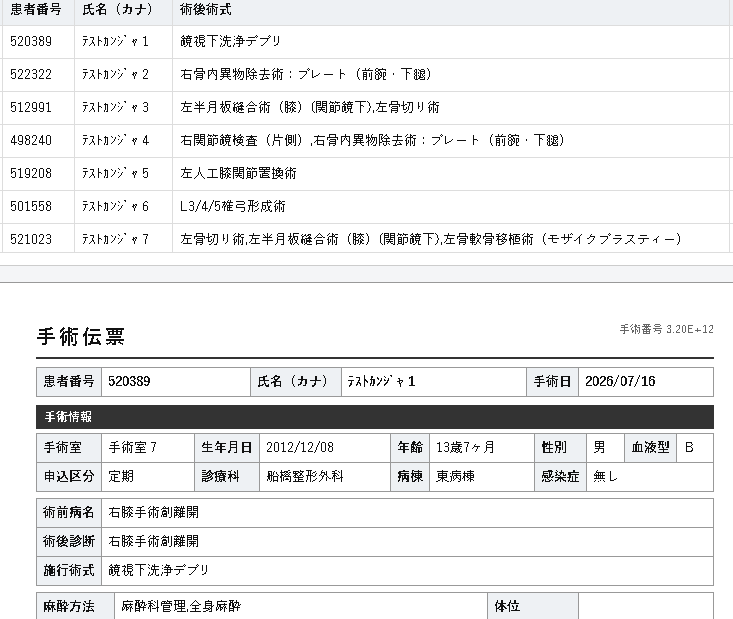 患者番号 氏名（カナ） 術後術式
520389 ﾃｽﾄｶﾝｼﾞｬ1 鏡視下洗浄デブリ
522322 ﾃｽﾄｶﾝｼﾞｬ2 右骨内異物除去術：プレート（前腕・下腿）
512991 ﾃｽﾄｶﾝｼﾞｬ3 左半月板縫合術（膝）(関節鏡下),左骨切り術
498240 ﾃｽﾄｶﾝｼﾞｬ4 右関節鏡検査（片側）,右骨内異物除去術：プレート（前腕・下腿）
519208 ﾃｽﾄｶﾝｼﾞｬ5 左人工膝関節置換術
501558 ﾃｽﾄｶﾝｼﾞｬ6 L3/4/5椎弓形成術
521023 ﾃｽﾄｶﾝｼﾞｬ7 左骨切り術,左半月板縫合術（膝）(関節鏡下),左骨軟骨移植術（モザイクプラスティー）
手術伝票 手術番号 3.20E+12
患者番号 520389 氏名（カナ） ﾃｽﾄｶﾝｼﾞｬ1 手術日 2026/07/16
手術情報
手術室 手術室７ 生年月日 2012/12/08 年齢 13歳7ヶ月 性別 男 血液型 B
申込区分 定期 診療科 船橋整形外科 病棟 東病棟 感染症 無し
術前病名 右膝手術創離開
術後診断 右膝手術創離開
施行術式 鏡視下洗浄デブリ
麻酔方法 麻酔科管理,全身麻酔 体位